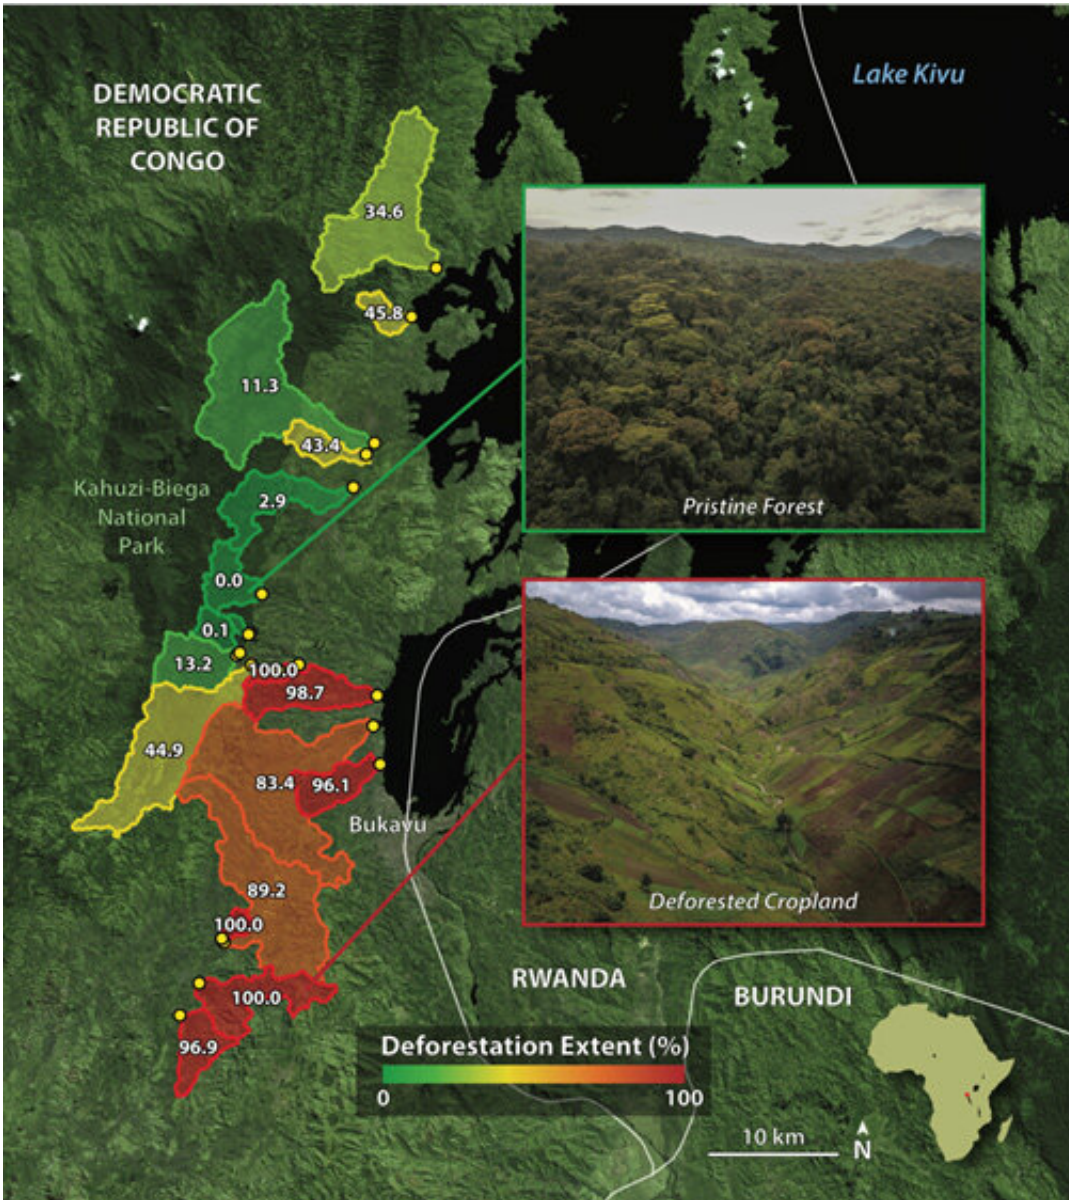 Lake Kivu
DEMOCRATIC
REPUBLIC OF
CONGO
34.6
45.8
11.3
43.4
Kahuzi-Biega
National
Park
2.9
Pristine Forest
0.0
0.1
13.2
100.0
98.7
44.9
83.4
96.1
Bukavu
89.2
Deforested Cropland
100.0
RWANDA
BURUNDI
100.0
96.9
Deforestation Extent (%)
0
100
10 km
N